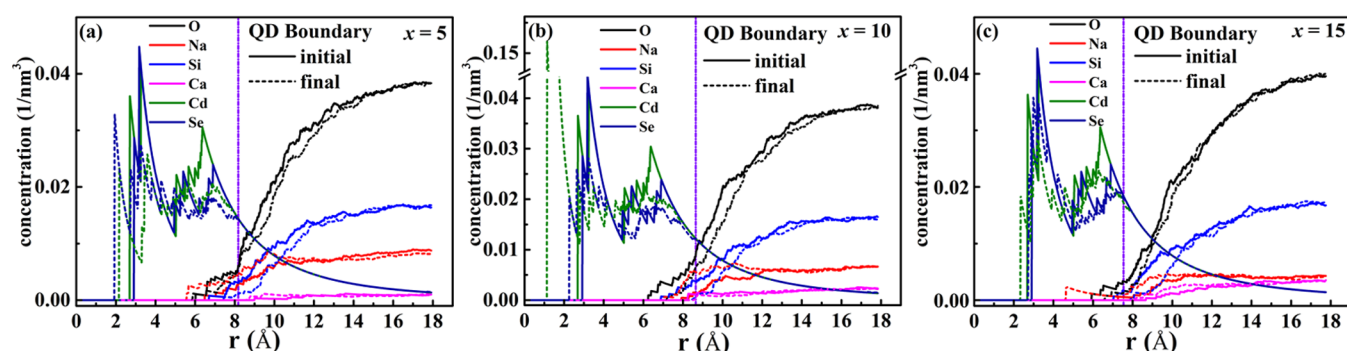 (a)
O
Na
Si
Ca
Cd
Se
QD Boundary
x = 5
initial
final
concentration (1/nm³)
0.04
0.02
0.00
0 2 4 6 8 10 12 14 16 18
r (Å)
(b)
O
Na
Si
Ca
Cd
Se
QD Boundary
x = 10
initial
final
concentration (1/nm³)
0.15
0.04
0.03
0.02
0.01
0.00
0 2 4 6 8 10 12 14 16 18
r (Å)
(c)
O
Na
Si
Ca
Cd
Se
QD Boundary
x = 15
initial
final
concentration (1/nm³)
0.04
0.02
0.00
0 2 4 6 8 10 12 14 16 18
r (Å)